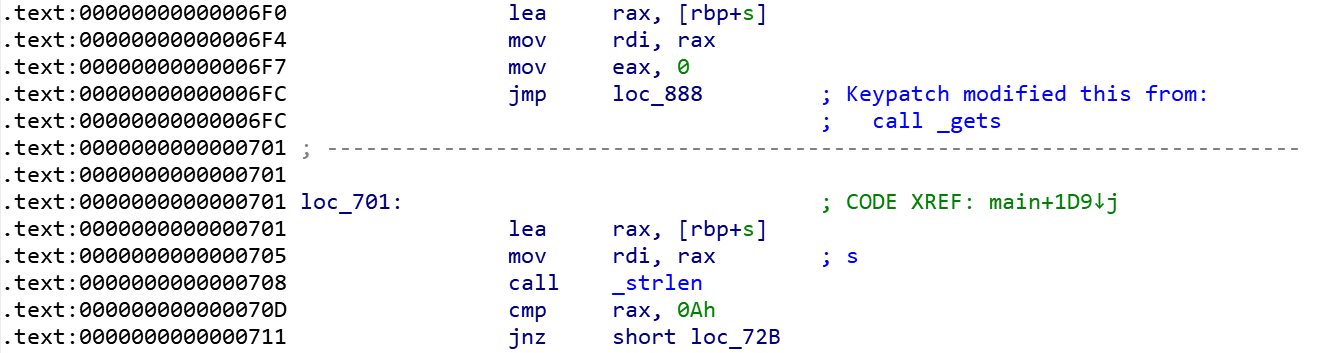 .text:00000000000006F0                 lea     rax, [rbp+s]
.text:00000000000006F4                 mov     rdi, rax
.text:00000000000006F7                 mov     eax, 0
.text:00000000000006FC                 jmp     loc_888         ; Keypatch modified this from:
.text:00000000000006FC                                         ;   call _gets
.text:0000000000000701 ; ---------------------------------------------------------------------------
.text:0000000000000701
.text:0000000000000701 loc_701:                                ; CODE XREF: main+1D9↓j
.text:0000000000000701                 lea     rax, [rbp+s]
.text:0000000000000705                 mov     rdi, rax        ; s
.text:0000000000000708                 call    _strlen
.text:000000000000070D                 cmp     rax, 0Ah
.text:0000000000000711                 jnz     short loc_72B